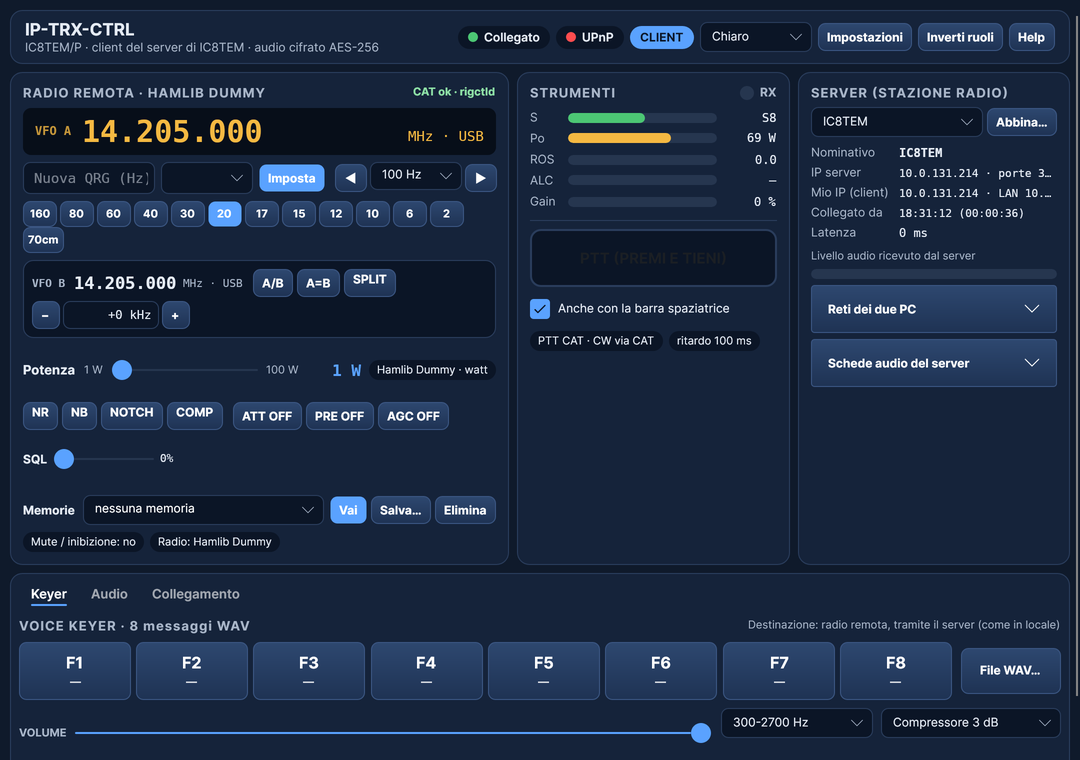 IP-TRX-CTRL
IC8TEM/P · client del server di IC8TEM · audio cifrato AES-256
Collegato
UPnP
CLIENT
Chiaro
Impostazioni
Inverti ruoli
Help
RADIO REMOTA · HAMLIB DUMMY
CAT ok · rigctld
VFO A 14.205.000 MHz · USB
Nuova QRG (Hz)
Imposta
◀
100 Hz
▶
160 80 60 40 30 20 17 15 12 10 6 2
70cm
VFO B 14.205.000 MHz · USB
A/B
A=B
SPLIT
– +0 kHz +
Potenza 1 W 100 W 1 W Hamlib Dummy · watt
NR NB NOTCH COMP ATT OFF PRE OFF AGC OFF
SQL 0%
Memorie nessuna memoria Vai Salva… Elimina
Mute / inibizione: no
Radio: Hamlib Dummy
STRUMENTI
RX
S S8
Po 69 W
ROS 0.0
ALC —
Gain 0 %
PTT (PREMI E TIENI)
Anche con la barra spaziatrice
PTT CAT · CW via CAT
ritardo 100 ms
SERVER (STAZIONE RADIO)
IC8TEM
Abbina…
Nominativo IC8TEM
IP server 10.0.131.214 · porte 3…
Mio IP (client) 10.0.131.214 · LAN 10.…
Collegato da 18:31:12 (00:00:36)
Latenza 0 ms
Livello audio ricevuto dal server
Reti dei due PC
Schede audio del server
Keyer
Audio
Collegamento
VOICE KEYER · 8 messaggi WAV
Destinazione: radio remota, tramite il server (come in locale)
F1 F2 F3 F4 F5 F6 F7 F8
— — — — — — — —
File WAV…
VOLUME
300-2700 Hz
Compressore 3 dB